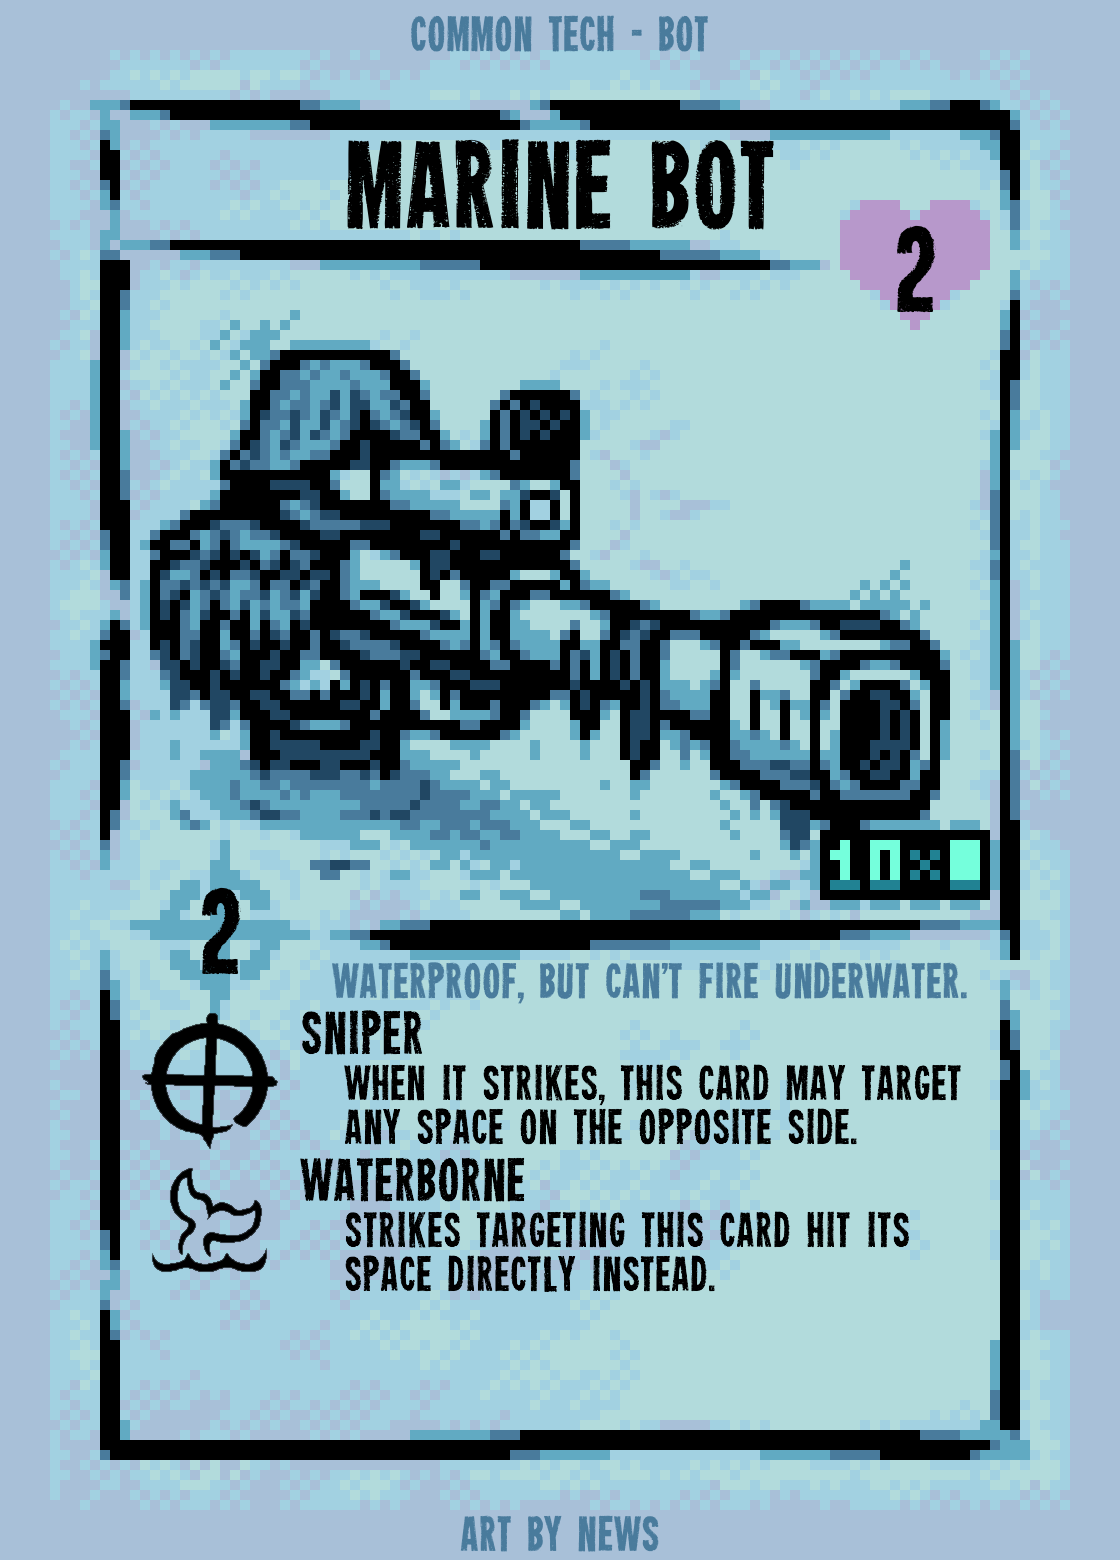 COMMON TECH - BOT
MARINE BOT
2
10×
2
WATERPROOF, BUT CAN'T FIRE UNDERWATER.
SNIPER
WHEN IT STRIKES, THIS CARD MAY TARGET
ANY SPACE ON THE OPPOSITE SIDE.
WATERBORNE
STRIKES TARGETING THIS CARD HIT ITS
SPACE DIRECTLY INSTEAD.
ART BY NEWS